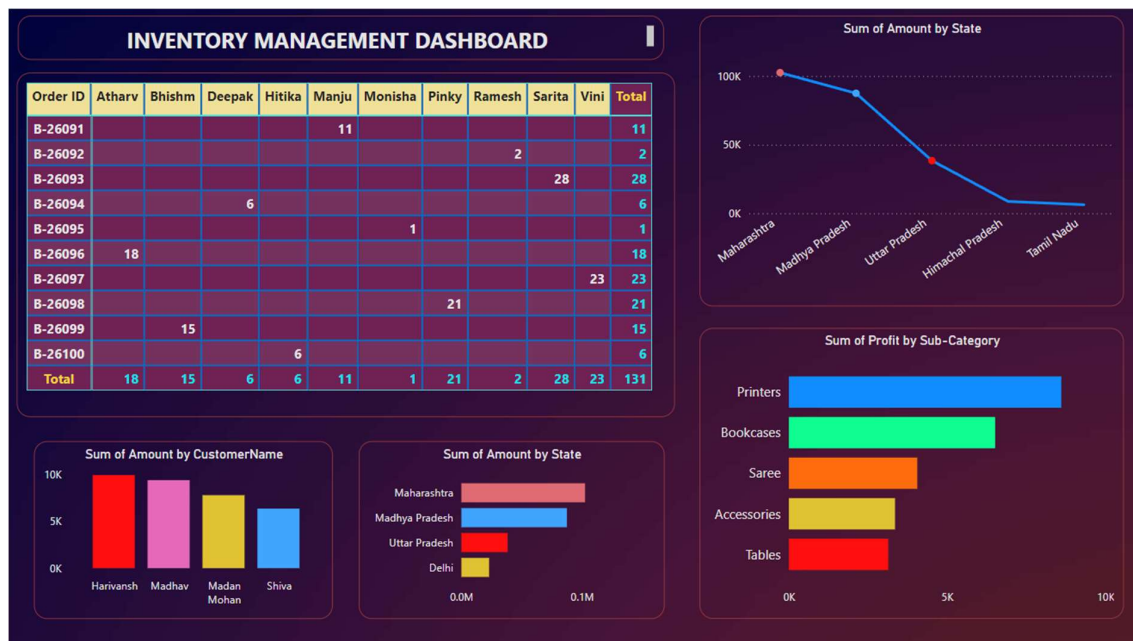 INVENTORY MANAGEMENT DASHBOARD
Order ID Atharv Bhishm Deepak Hitika Manju Monisha Pinky Ramesh Sarita Vini Total
B-26091 11 11
B-26092 2 2
B-26093 28 28
B-26094 6 6
B-26095 1 1
B-26096 18 18
B-26097 23 23
B-26098 21 21
B-26099 15 15
B-26100 6 6
Total 18 15 6 6 11 1 21 2 28 23 131
Sum of Amount by State
100K
50K
0K
Maharashtra
Madhya Pradesh
Uttar Pradesh
Himachal Pradesh
Tamil Nadu
Sum of Profit by Sub-Category
Printers
Bookcases
Saree
Accessories
Tables
0K 5K 10K
Sum of Amount by CustomerName
10K
5K
0K
Harivansh Madhav Madan Shiva
Mohan
Sum of Amount by State
Maharashtra
Madhya Pradesh
Uttar Pradesh
Delhi
0.0M 0.1M